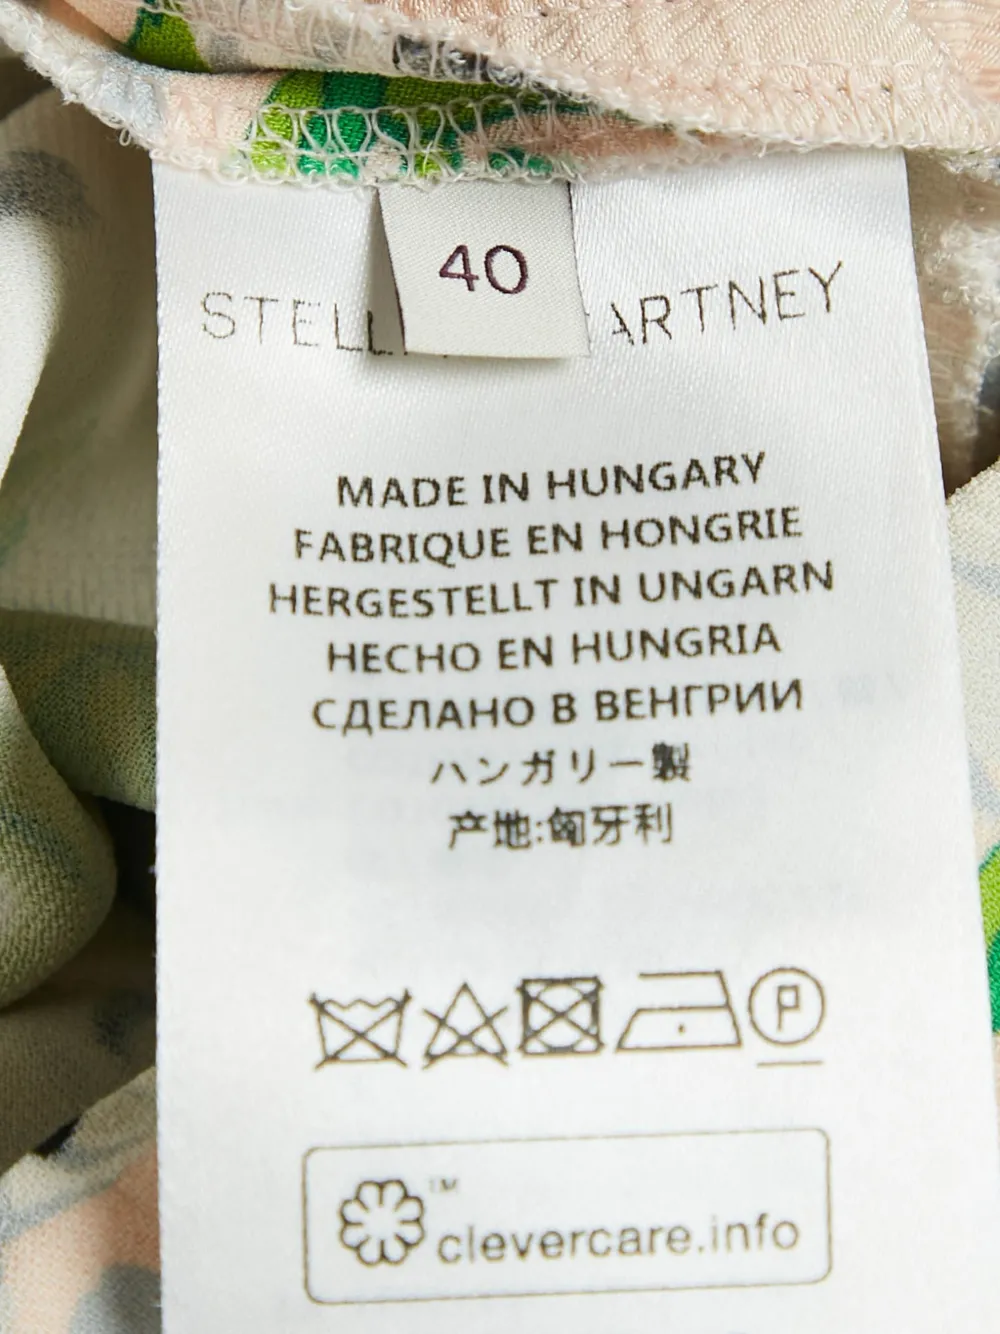 40
STELL ARTNEY
MADE IN HUNGARY
FABRIQUE EN HONGRIE
HERGESTELLT IN UNGARN
HECHO EN HUNGRIA
СДЕЛАНО В ВЕНГРИИ
ハンガリー製
产地:匈牙利
P
™
clevercare.info